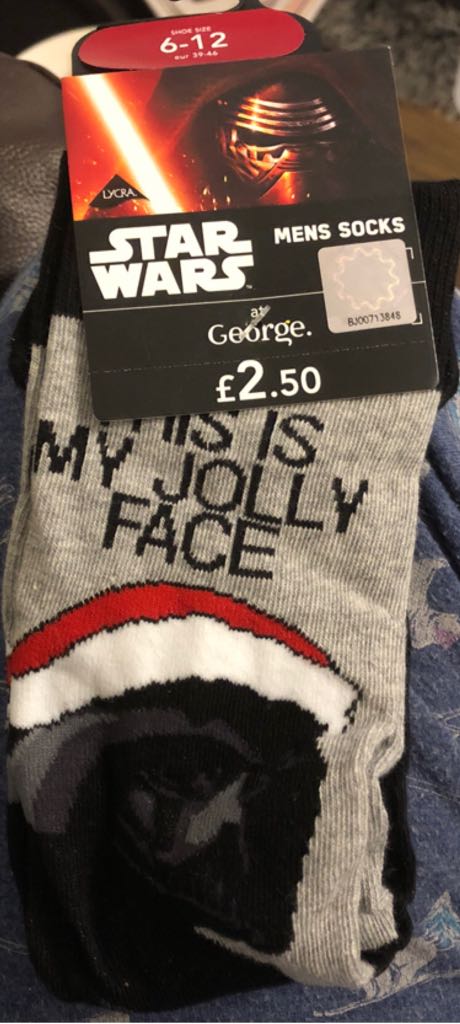 SHOE SIZE
6-12
eur 39-46
LYCRA
STAR
WARS
MENS SOCKS
BJ00713848
at
George.
£2.50
THIS IS
MY JOLLY
FACE